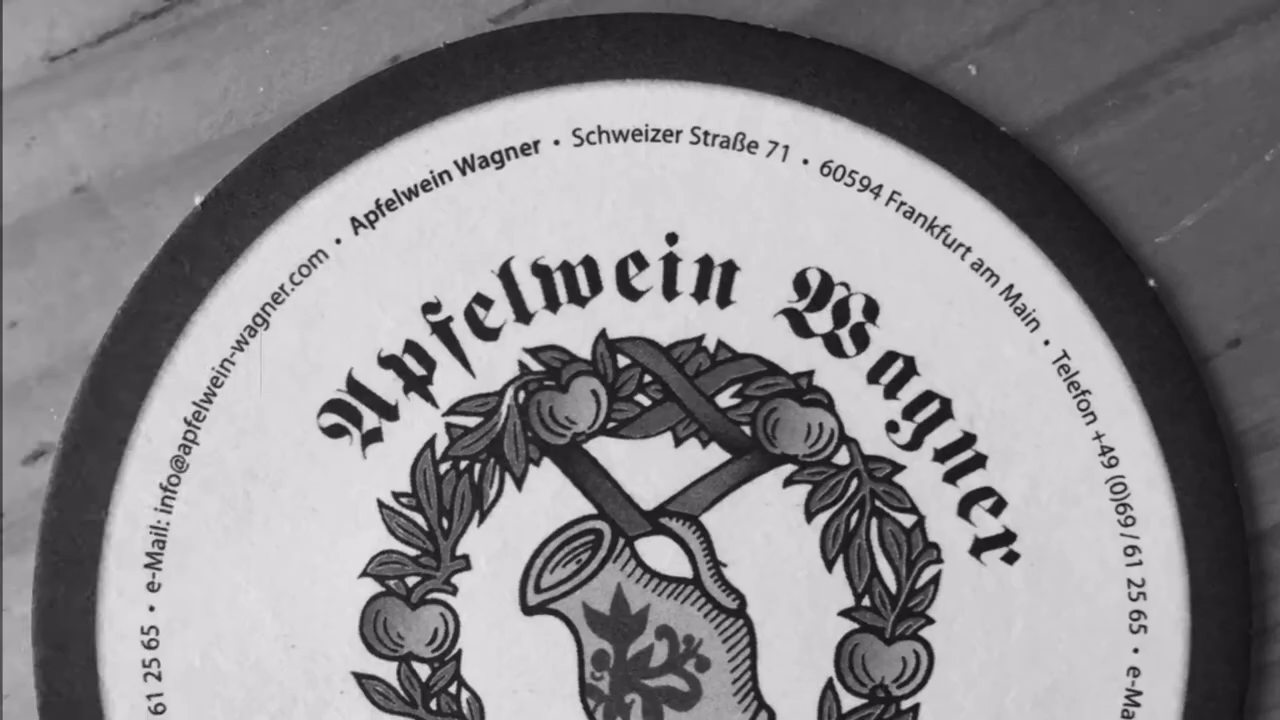 61 25 65 • e-Mail: info@apfelwein-wagner.com • Apfelwein Wagner • Schweizer Straße 71 • 60594 Frankfurt am Main • Telefon +49 (0)69 / 61 25 65 • e-Ma
Apfelwein Wagner